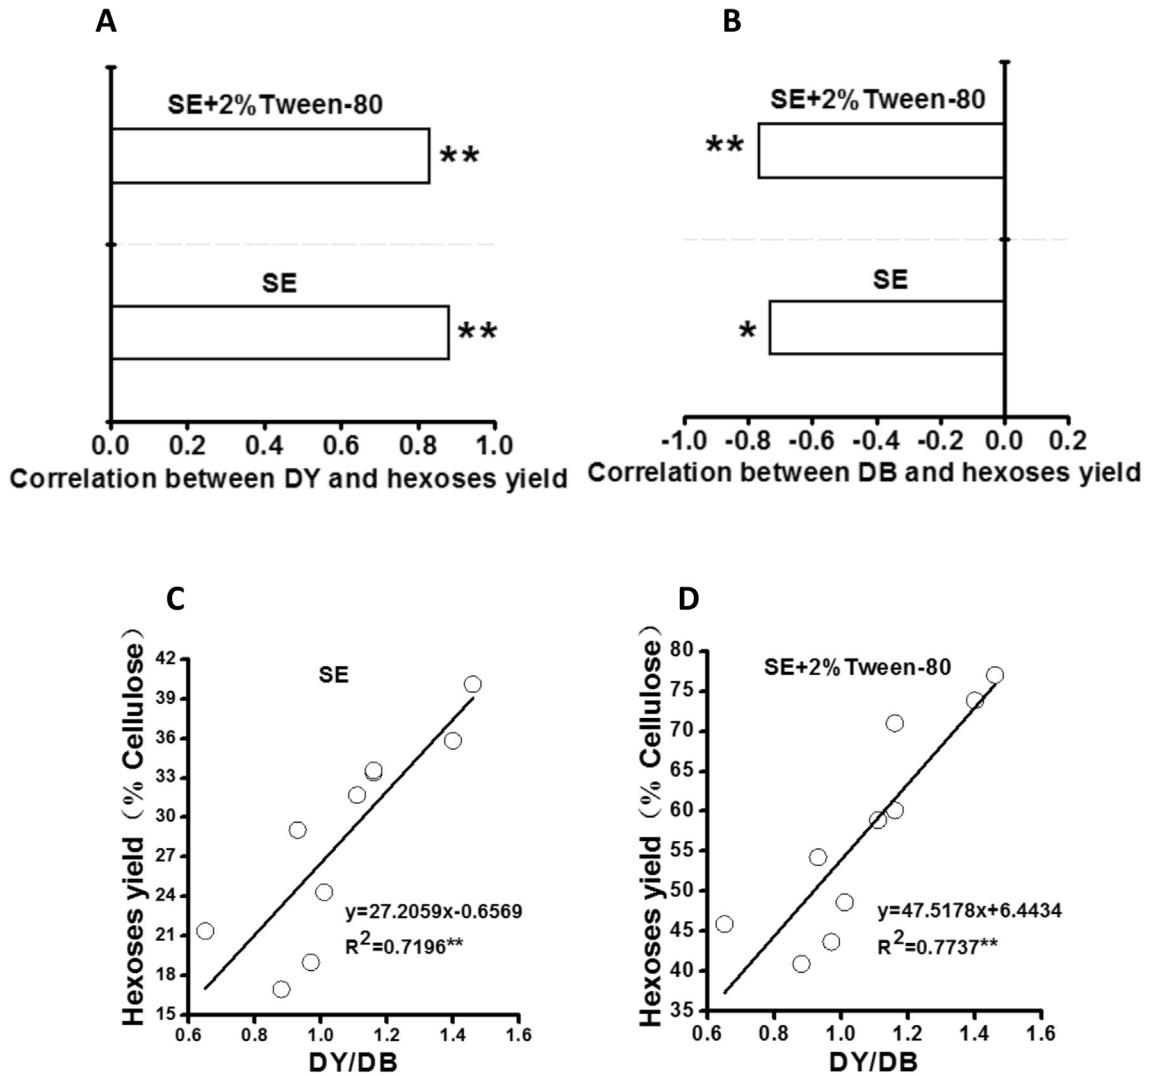 A
SE+2% Tween-80
**
SE
**
0.0 0.2 0.4 0.6 0.8 1.0
Correlation between DY and hexoses yield
B
SE+2% Tween-80
**
SE
*
-1.0 -0.8 -0.6 -0.4 -0.2 0.0 0.2
Correlation between DB and hexoses yield
C
Hexoses yield (% Cellulose)
42
39
36
33
30
27
24
21
18
15
SE
y=27.2059x-0.6569
R2=0.7196**
0.6 0.8 1.0 1.2 1.4 1.6
DY/DB
D
Hexoses yield (% Cellulose)
80
75
70
65
60
55
50
45
40
35
SE+2% Tween-80
y=47.5178x+6.4434
R2=0.7737**
0.6 0.8 1.0 1.2 1.4 1.6
DY/DB